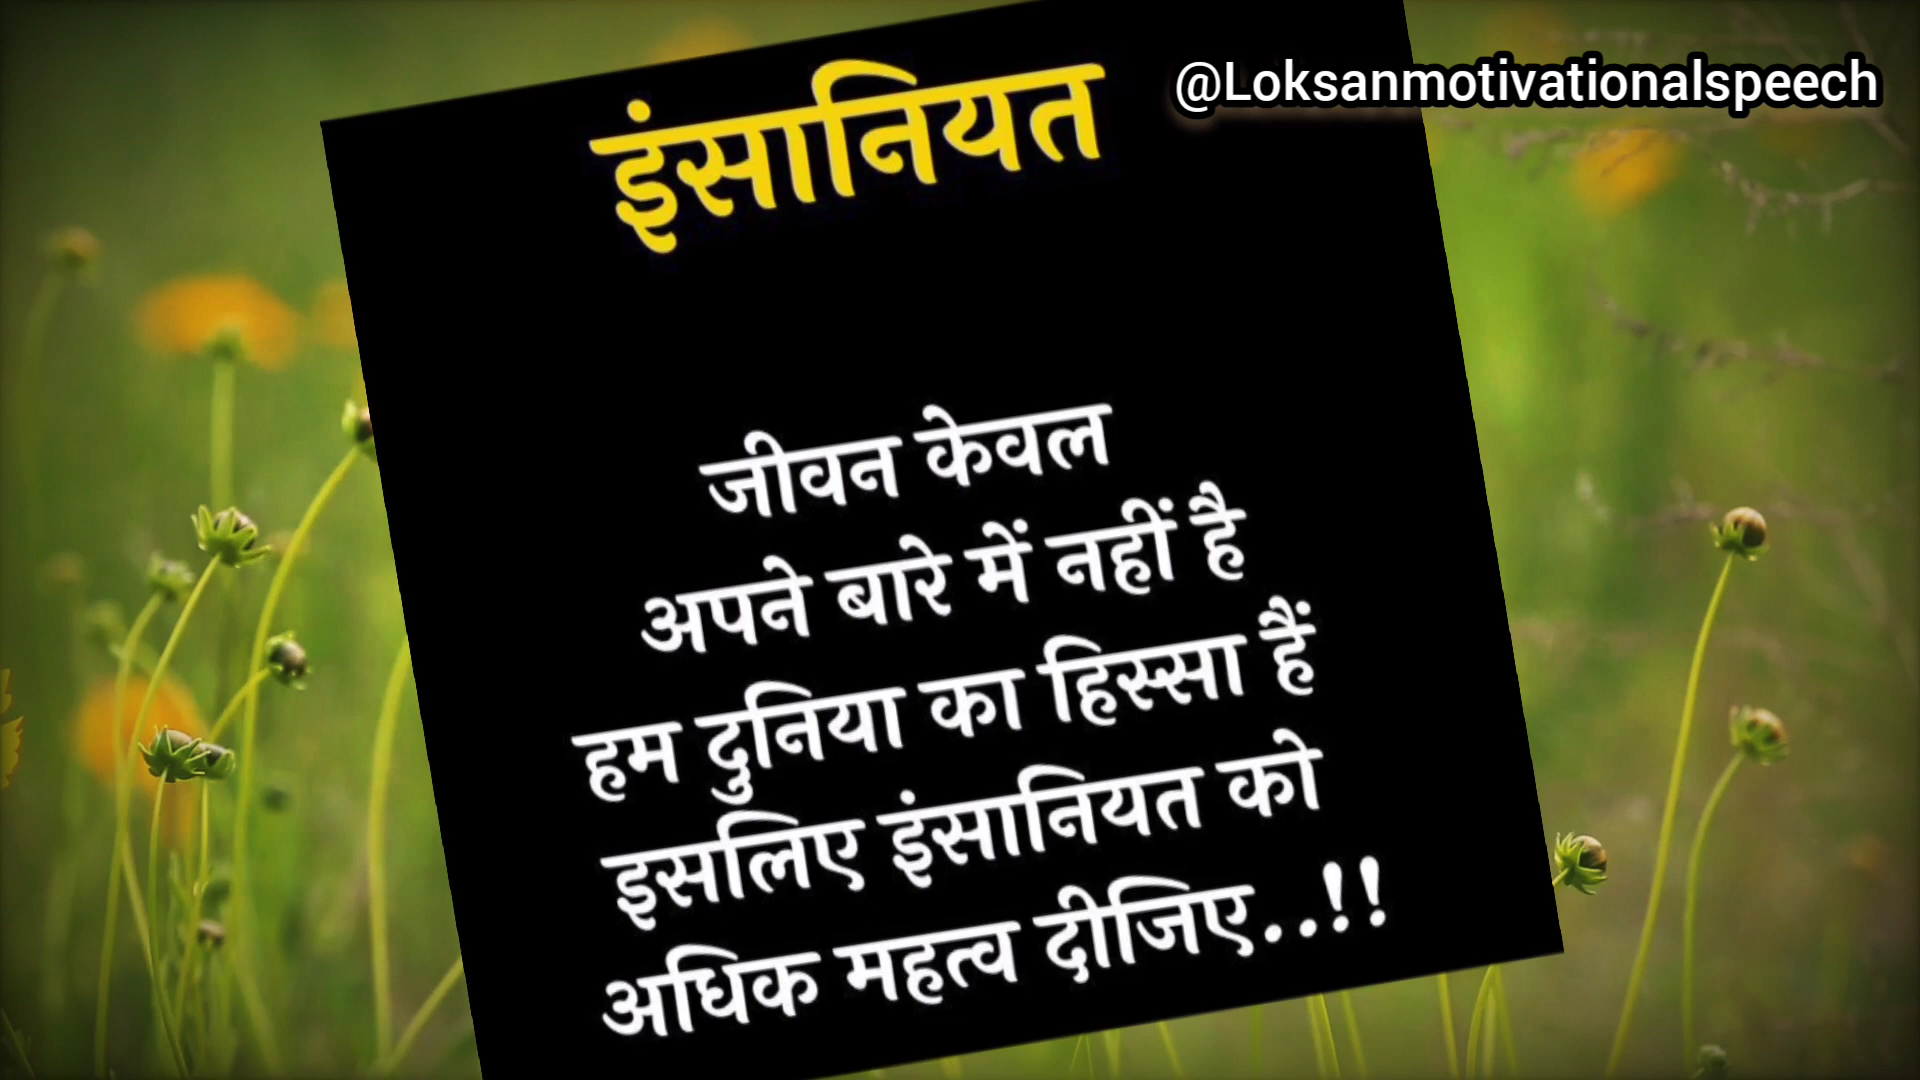 @Loksanmotivationalspeech
इंसानियत
जीवन केवल
अपने बारे में नहीं है
हम दुनिया का हिस्सा हैं
इसलिए इंसानियत को
अधिक महत्व दीजिए..!!